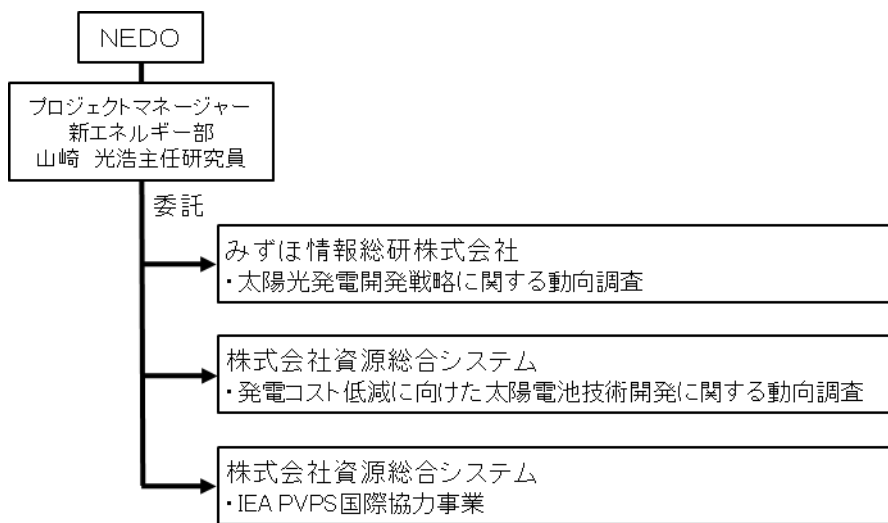 NEDO
プロジェクトマネージャー
新エネルギー部
山崎 光浩主任研究員
委託
みずほ情報総研株式会社
・太陽光発電開発戦略に関する動向調査
株式会社資源総合システム
・発電コスト低減に向けた太陽電池技術開発に関する動向調査
株式会社資源総合システム
・IEA PVPS国際協力事業